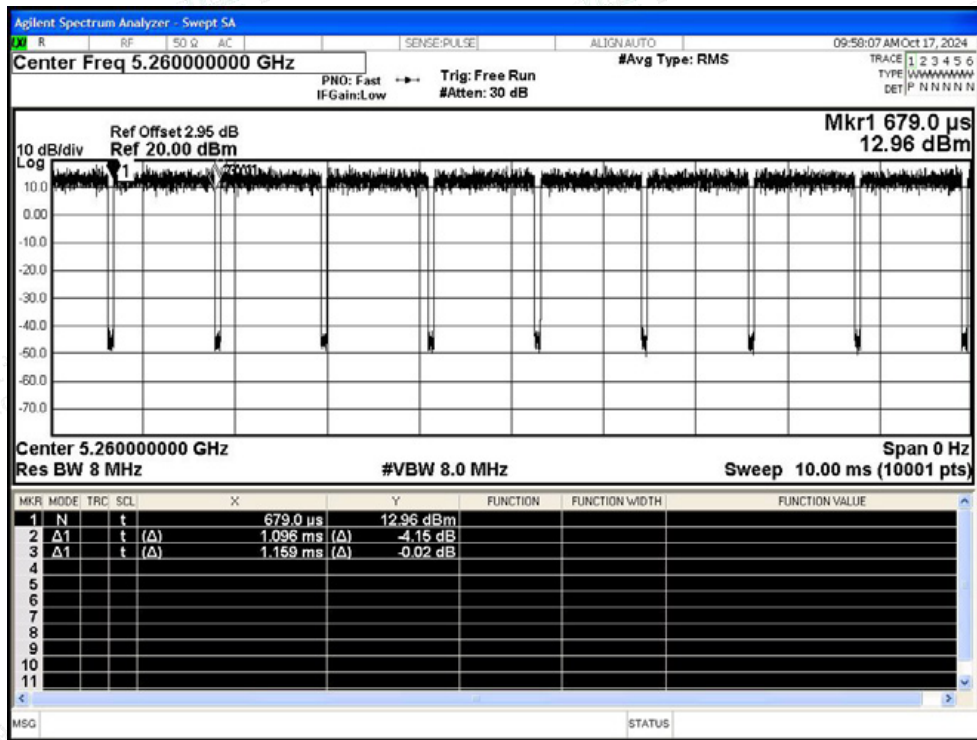 Agilent Spectrum Analyzer - Swept SA
R RF 50 Ω AC SENSE:PULSE ALIGN AUTO 09:58:07 AM Oct 17, 2024
Center Freq 5.260000000 GHz #Avg Type: RMS TRACE 1 2 3 4 5 6
PNO: Fast Trig: Free Run TYPE WWWWWW
IFGain:Low #Atten: 30 dB DET P N N N N N
Mkr1 679.0 µs
Ref Offset 2.95 dB
10 dB/div Ref 20.00 dBm 12.96 dBm
Log
1
10.0
0.00
-10.0
-20.0
-30.0
-40.0
-50.0
-60.0
-70.0
Center 5.260000000 GHz Span 0 Hz
Res BW 8 MHz #VBW 8.0 MHz Sweep 10.00 ms (10001 pts)
MKR MODE TRC SCL X Y FUNCTION FUNCTION WIDTH FUNCTION VALUE
1 N t 679.0 µs 12.96 dBm
2 Δ1 t (Δ) 1.096 ms (Δ) -4.15 dB
3 Δ1 t (Δ) 1.159 ms (Δ) -0.02 dB
4
5
6
7
8
9
10
11
MSG STATUS